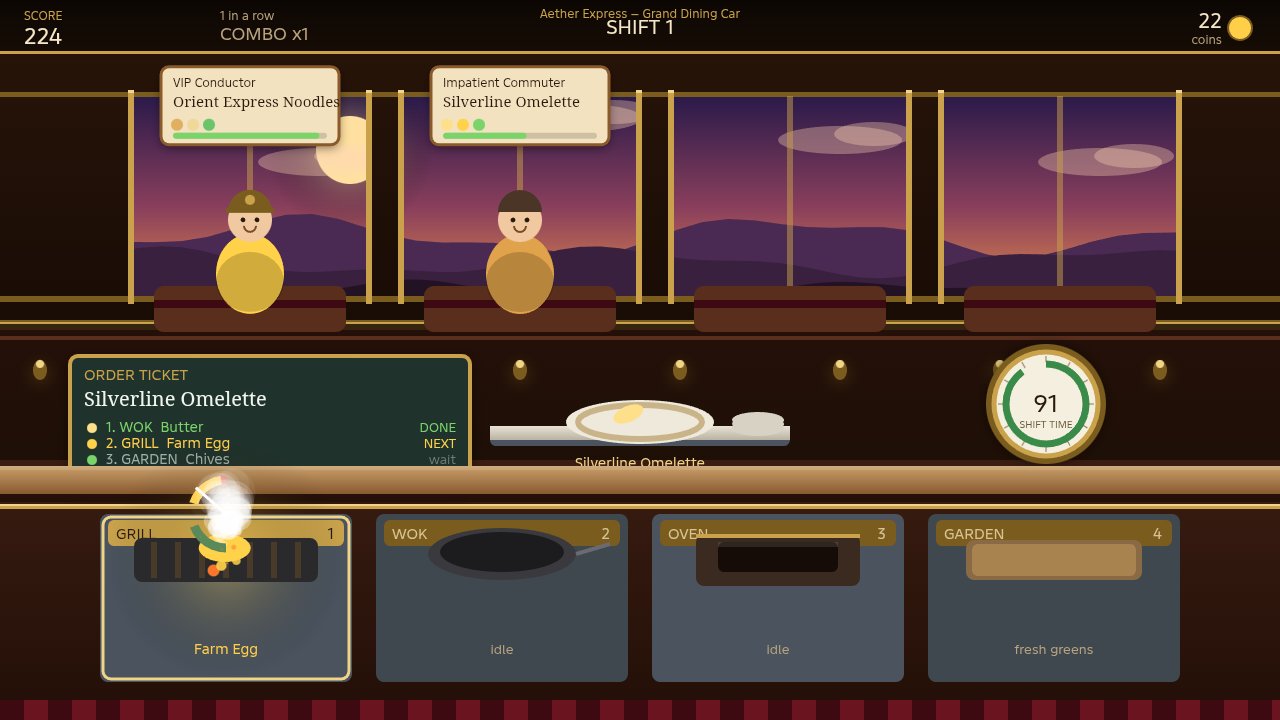 SCORE
224
1 in a row
COMBO x1
Aether Express – Grand Dining Car
SHIFT 1
22
coins
VIP Conductor
Orient Express Noodles
Impatient Commuter
Silverline Omelette
ORDER TICKET
Silverline Omelette
1. WOK Butter DONE
2. GRILL Farm Egg NEXT
3. GARDEN Chives wait
Silverline Omelette
91
SHIFT TIME
GRILL 1
WOK 2
OVEN 3
GARDEN 4
Farm Egg
idle
idle
fresh greens